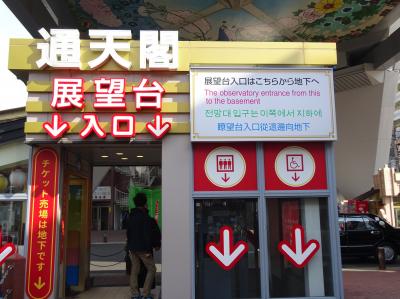 通天閣
展望台
入口
展望台入口はこちらから地下へ
The observatory entrance from this
to the basement
전망대 입구는 이쪽에서 지하에
瞭望台入口從這邊向地下
チケット売場は地下です